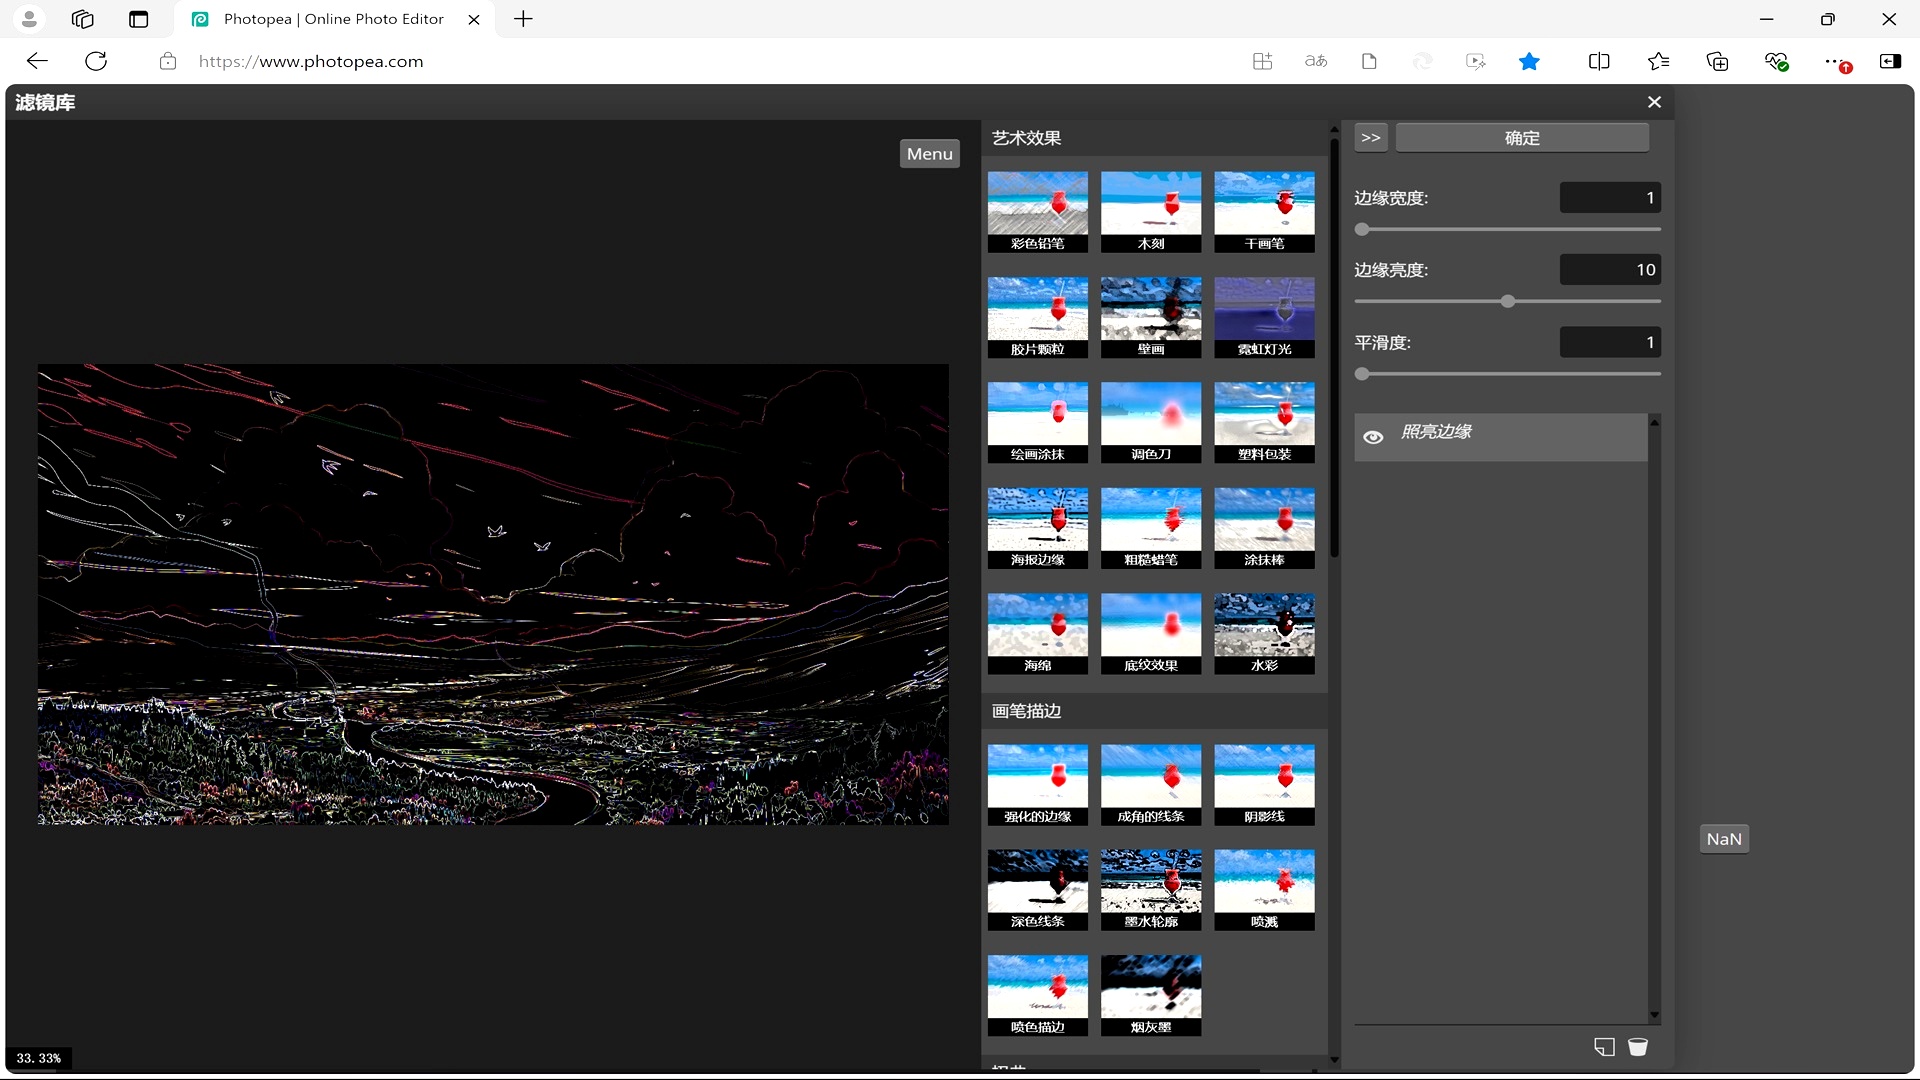 Photopea | Online Photo Editor
https://www.photopea.com
滤镜库
Menu
艺术效果
彩色铅笔
木刻
干画笔
胶片颗粒
壁画
霓虹灯光
绘画涂抹
调色刀
塑料包装
海报边缘
粗糙蜡笔
涂抹棒
海绵
底纹效果
水彩
画笔描边
强化的边缘
成角的线条
阴影线
深色线条
墨水轮廓
喷溅
喷色描边
烟灰墨
>>
确定
边缘宽度:
1
边缘亮度:
10
平滑度:
1
照亮边缘
NaN
33.33%